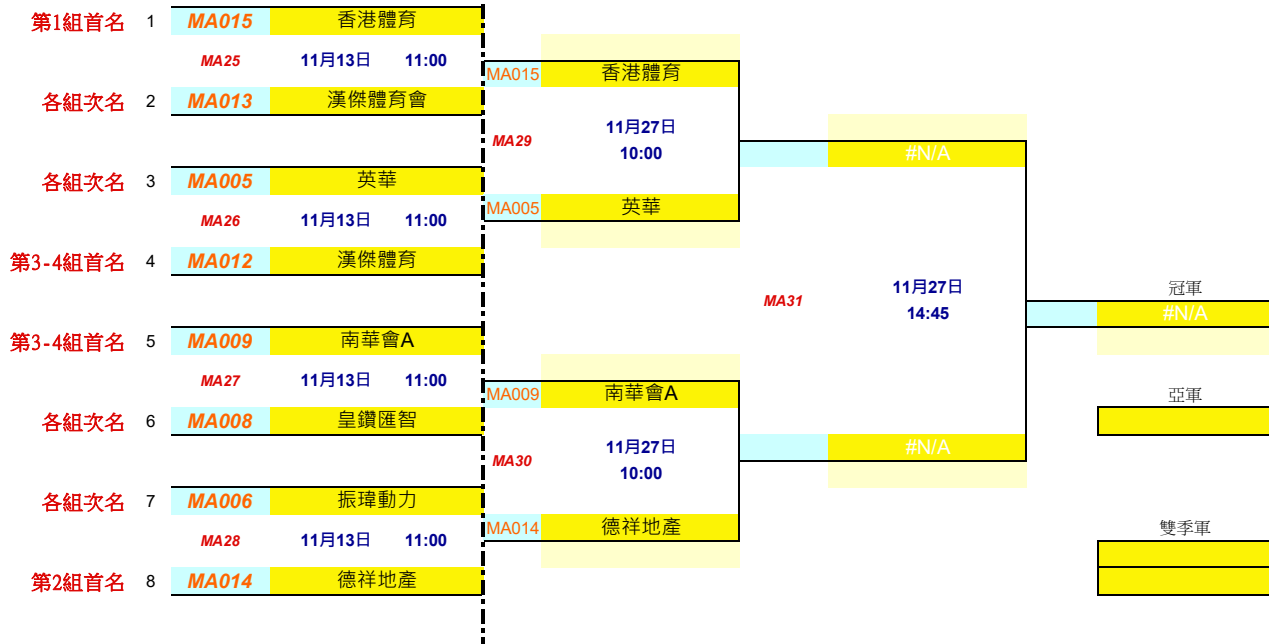 第1組首名 1 MA015 香港體育
MA25 11月13日 11:00
各組次名 2 MA013 漢傑體育會
各組次名 3 MA005 英華
MA26 11月13日 11:00
第3-4組首名 4 MA012 漢傑體育
第3-4組首名 5 MA009 南華會A
MA27 11月13日 11:00
各組次名 6 MA008 皇鑽匯智
各組次名 7 MA006 振瑋動力
MA28 11月13日 11:00
第2組首名 8 MA014 德祥地產
MA015 香港體育
MA29 11月27日
10:00
MA005 英華
MA009 南華會A
MA30 11月27日
10:00
MA014 德祥地產
#N/A
MA31 11月27日
14:45
#N/A
冠軍
#N/A
亞軍
雙季軍